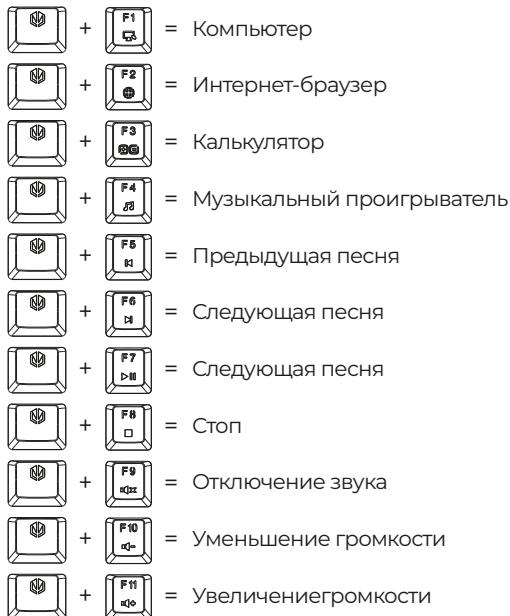 + F1 = Компьютер
+ F2 = Интернет-браузер
+ F3 = Калькулятор
+ F4 = Музыкальный проигрыватель
+ F5 = Предыдущая песня
+ F6 = Следующая песня
+ F7 = Следующая песня
+ F8 = Стоп
+ F9 = Отключение звука
+ F10 = Уменьшение громкости
+ F11 = Увеличениегромкости